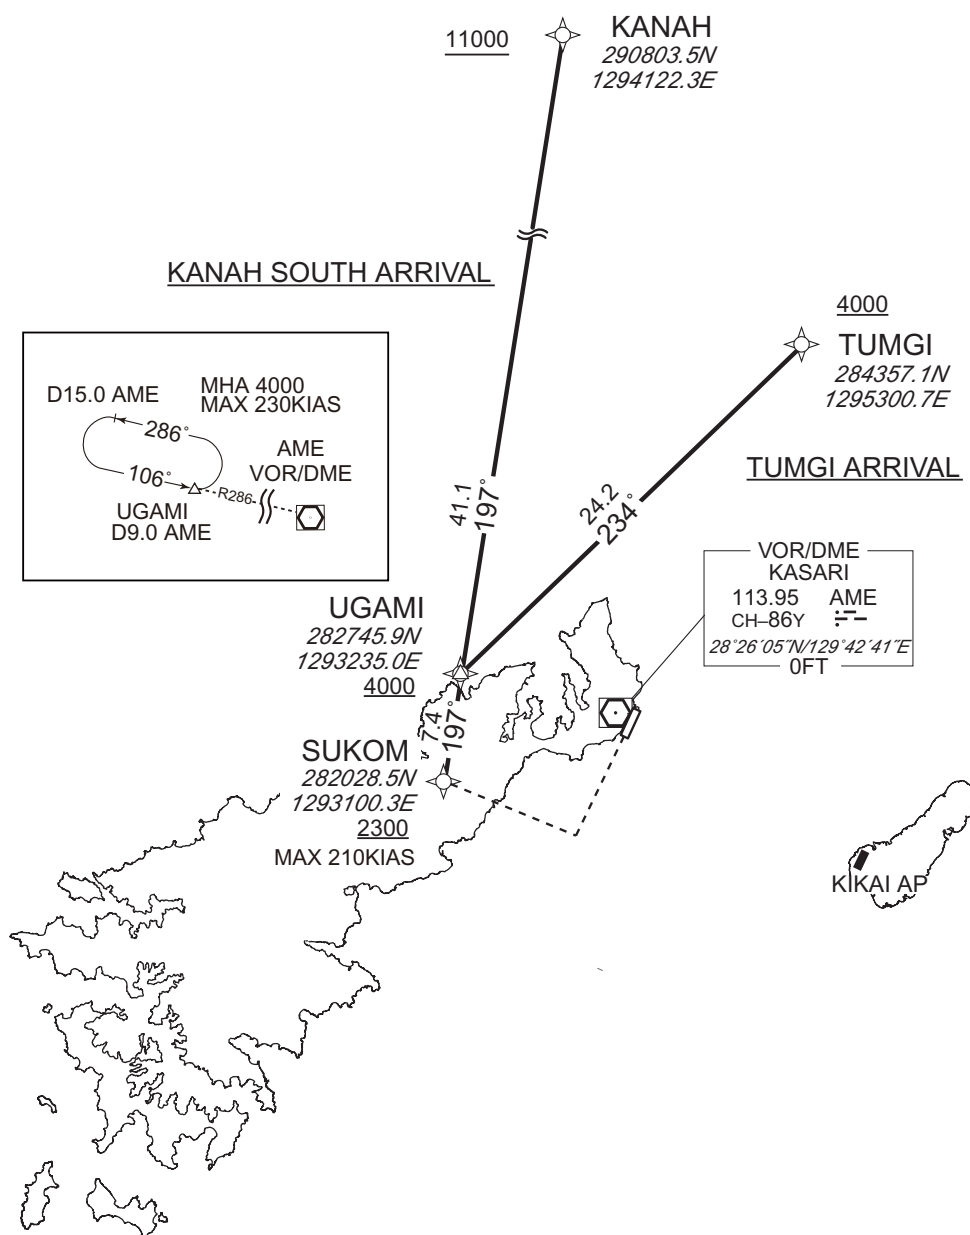 11000
KANAH
290803.5N
1294122.3E
KANAH SOUTH ARRIVAL
4000
TUMGI
284357.1N
1295300.7E
TUMGI ARRIVAL
D15.0 AME
MHA 4000
MAX 230KIAS
286°
106°
R286
AME
VOR/DME
UGAMI
D9.0 AME
41.1
197°
24.2
234°
VOR/DME
KASARI
113.95 AME
CH–86Y
28°26´05˝N/129°42´41˝E
0FT
UGAMI
282745.9N
1293235.0E
4000
7.4
197°
SUKOM
282028.5N
1293100.3E
2300
MAX 210KIAS
KIKAI AP